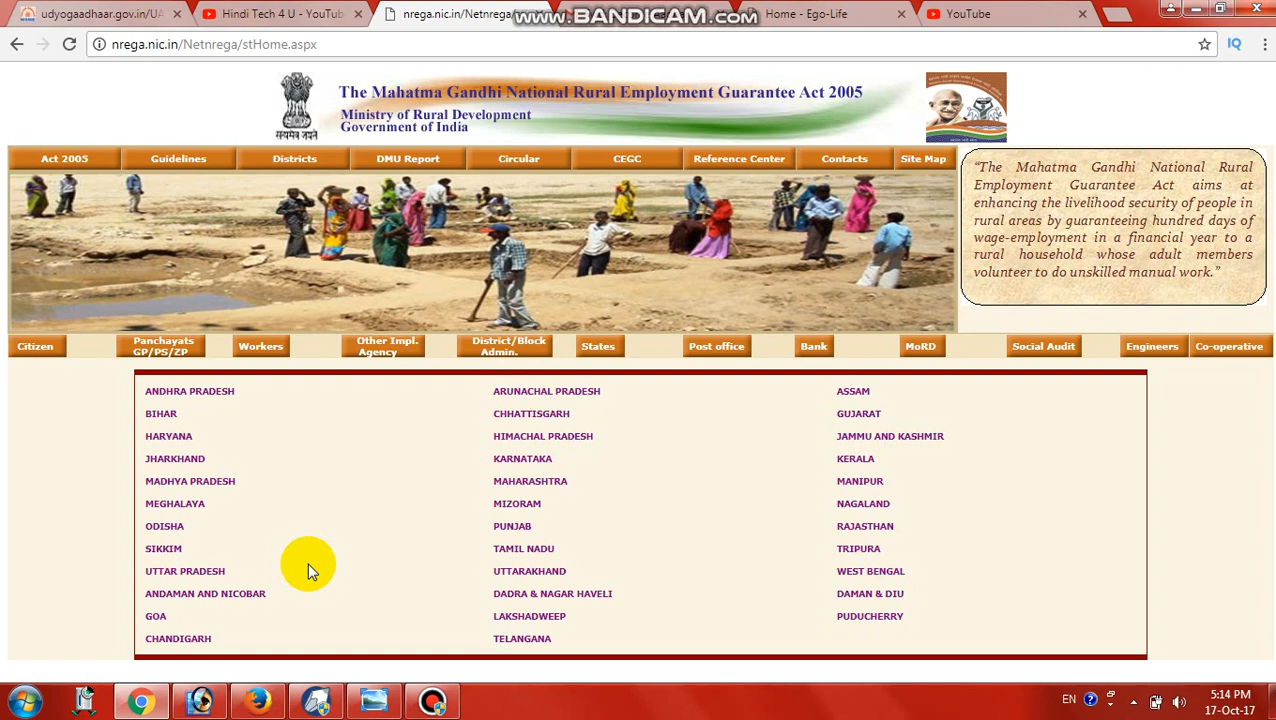 udyogaadhaar.gov.in/UA
Hindi Tech 4 U - YouTub
nrega.nic.in/Netnrega/
www.BANDICAM.com
Home - Ego-Life
YouTube
nrega.nic.in/Netnrega/stHome.aspx
IQ
The Mahatma Gandhi National Rural Employment Guarantee Act 2005
Ministry of Rural Development
Government of India
सत्यमेव जयते
Act 2005 Guidelines Districts DMU Report Circular CEGC Reference Center Contacts Site Map
“The Mahatma Gandhi National Rural
Employment Guarantee Act aims at
enhancing the livelihood security of people in
rural areas by guaranteeing hundred days of
wage-employment in a financial year to a
rural household whose adult members
volunteer to do unskilled manual work.”
Citizen Panchayats GP/PS/ZP Workers Other Impl. Agency District/Block Admin. States Post office Bank MoRD Social Audit Engineers Co-operative
ANDHRA PRADESH ARUNACHAL PRADESH ASSAM
BIHAR CHHATTISGARH GUJARAT
HARYANA HIMACHAL PRADESH JAMMU AND KASHMIR
JHARKHAND KARNATAKA KERALA
MADHYA PRADESH MAHARASHTRA MANIPUR
MEGHALAYA MIZORAM NAGALAND
ODISHA PUNJAB RAJASTHAN
SIKKIM TAMIL NADU TRIPURA
UTTAR PRADESH UTTARAKHAND WEST BENGAL
ANDAMAN AND NICOBAR DADRA & NAGAR HAVELI DAMAN & DIU
GOA LAKSHADWEEP PUDUCHERRY
CHANDIGARH TELANGANA
EN
5:14 PM
17-Oct-17